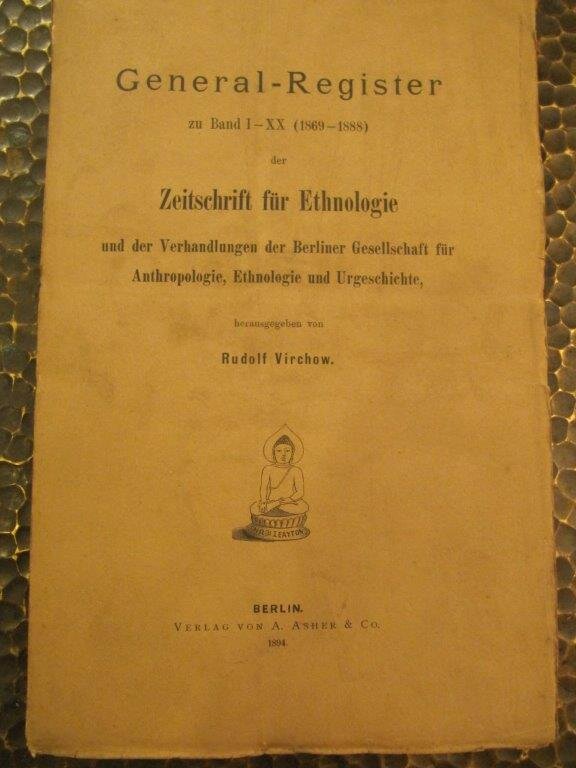 General-Register
zu Band I–XX (1869–1888)
der
Zeitschrift für Ethnologie
und der Verhandlungen der Berliner Gesellschaft für
Anthropologie, Ethnologie und Urgeschichte,
herausgegeben von
Rudolf Virchow.
BERLIN.
VERLAG VON A. ASHER & CO.
1894.